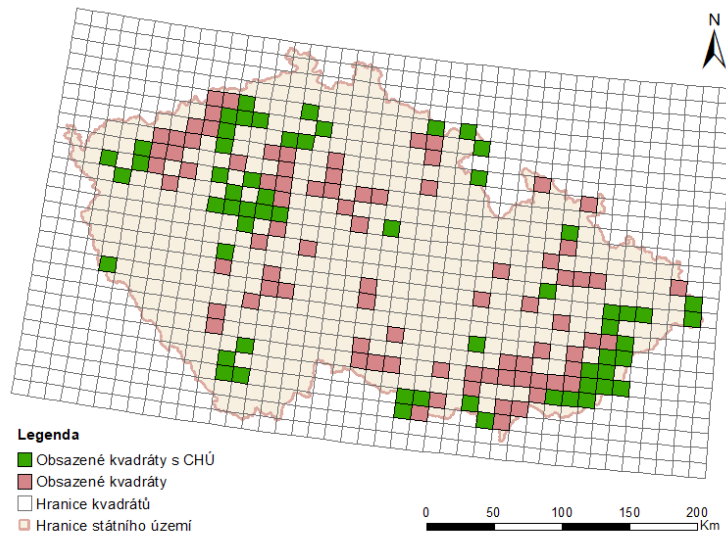 N
Legenda
Obsazené kvadráty s CHÚ
Obsazené kvadráty
Hranice kvadrátů
Hranice státního území
0 50 100 150 200
Km